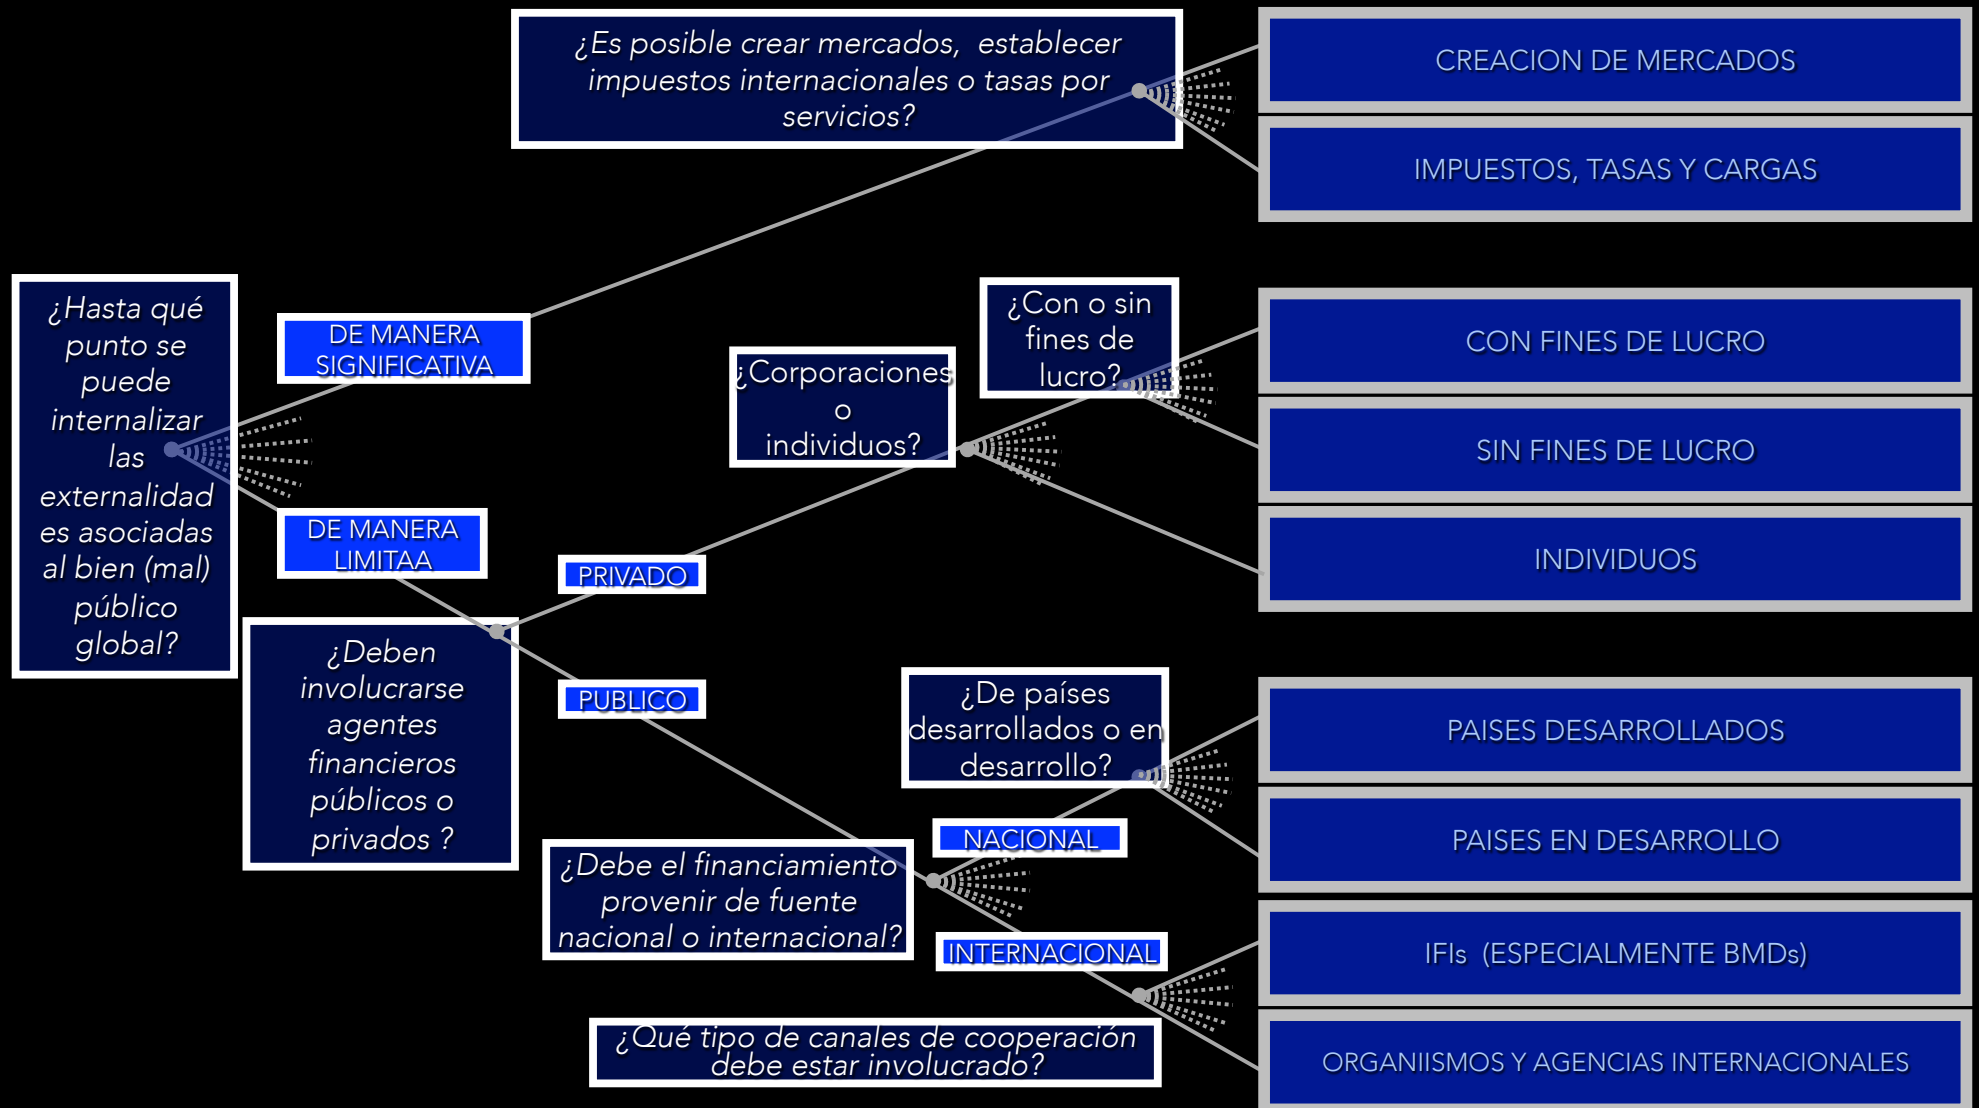 ¿Es posible crear mercados,  establecer
impuestos internacionales o tasas por
servicios?
CREACION DE MERCADOS
IMPUESTOS, TASAS Y CARGAS
¿Hasta qué
punto se
puede
internalizar
las
externalidad
es asociadas
al bien (mal)
público
global?
DE MANERA
SIGNIFICATIVA
¿Con o sin
fines de
lucro?
¿Corporaciones
o
individuos?
CON FINES DE LUCRO
SIN FINES DE LUCRO
INDIVIDUOS
DE MANERA
LIMITAA
PRIVADO
¿Deben
involucrarse
agentes
financieros
públicos o
privados ?
PUBLICO
¿De países
desarrollados o en
desarrollo?
PAISES DESARROLLADOS
PAISES EN DESARROLLO
NACIONAL
¿Debe el financiamiento
provenir de fuente
nacional o internacional?
INTERNACIONAL
IFIs  (ESPECIALMENTE BMDs)
¿Qué tipo de canales de cooperación
debe estar involucrado?
ORGANIISMOS Y AGENCIAS INTERNACIONALES